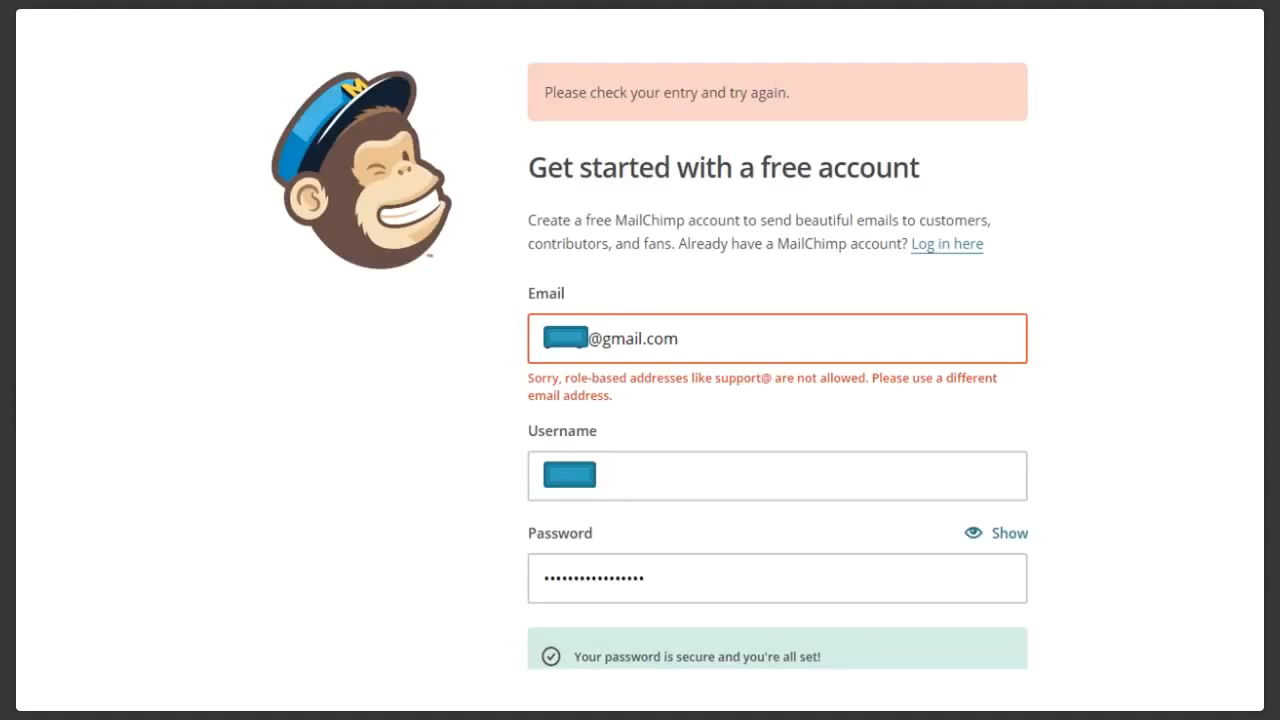 M
Please check your entry and try again.
Get started with a free account
Create a free MailChimp account to send beautiful emails to customers,
contributors, and fans. Already have a MailChimp account? Log in here
Email
@gmail.com
Sorry, role-based addresses like support@ are not allowed. Please use a different
email address.
Username
Password
Show
•••••••••••••••••
Your password is secure and you're all set!